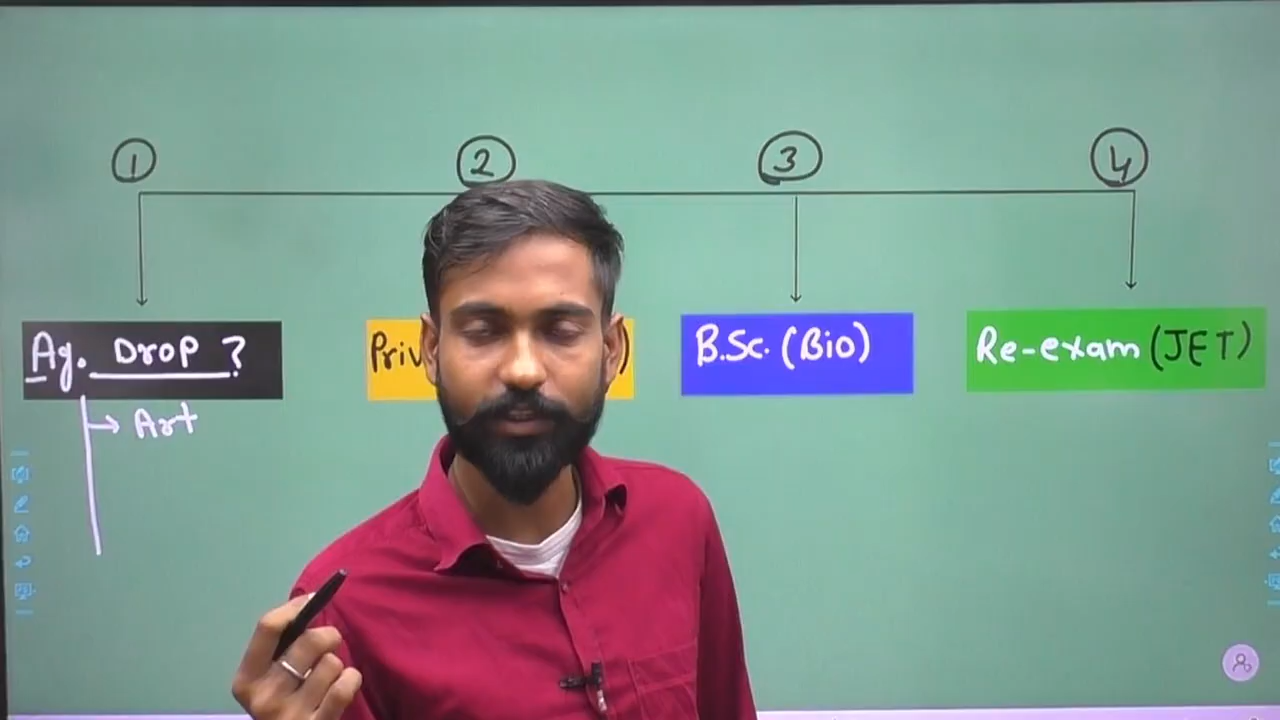 1
2
3
4
Ag. Drop ?
Priv
)
B.Sc. (Bio)
Re-exam (JET)
→ Art